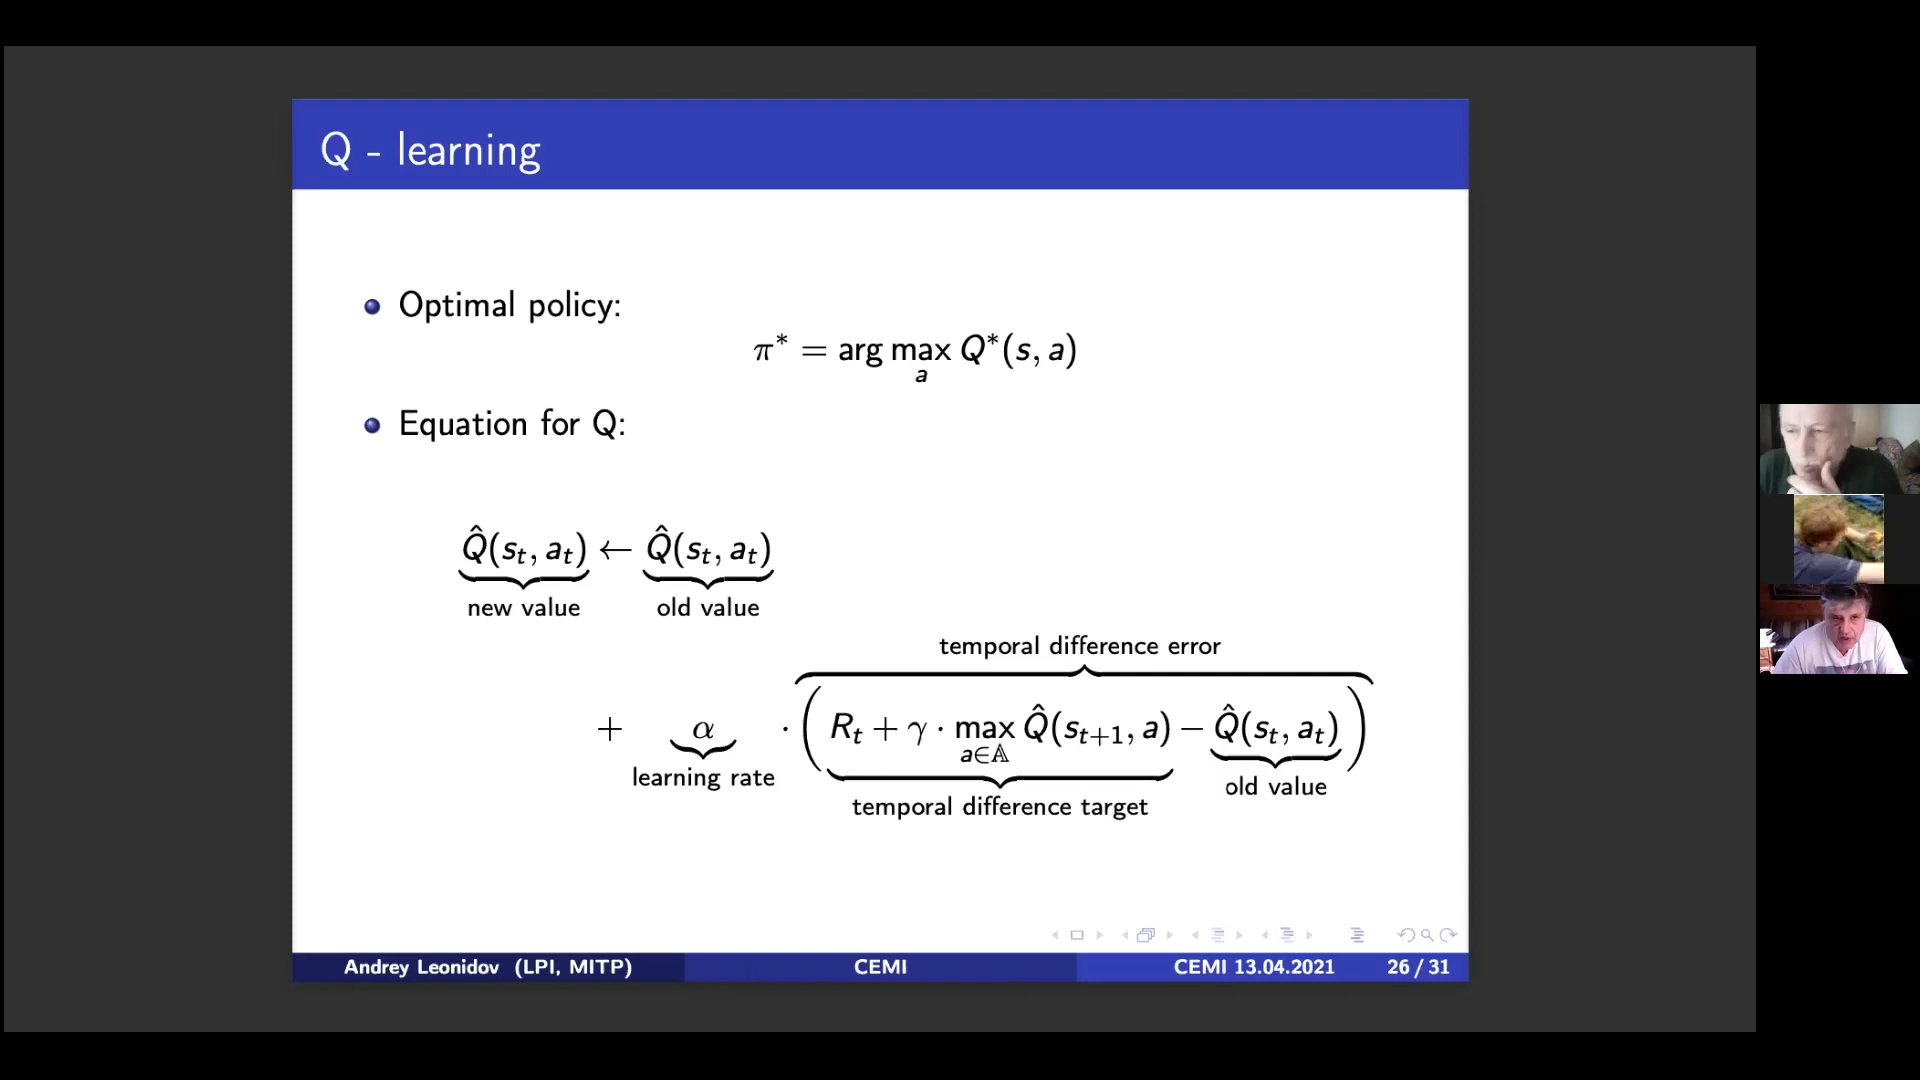 Q - learning
Optimal policy:
π* = arg max Q*(s, a)
a
Equation for Q:
Q̂(sₜ, aₜ) ← Q̂(sₜ, aₜ)
new value old value
temporal difference error
+ α · (Rₜ + γ · max Q̂(sₜ₊₁, a) − Q̂(sₜ, aₜ))
a∈𝔸
learning rate temporal difference target old value
Andrey Leonidov (LPI, MITP) CEMI CEMI 13.04.2021 26 / 31